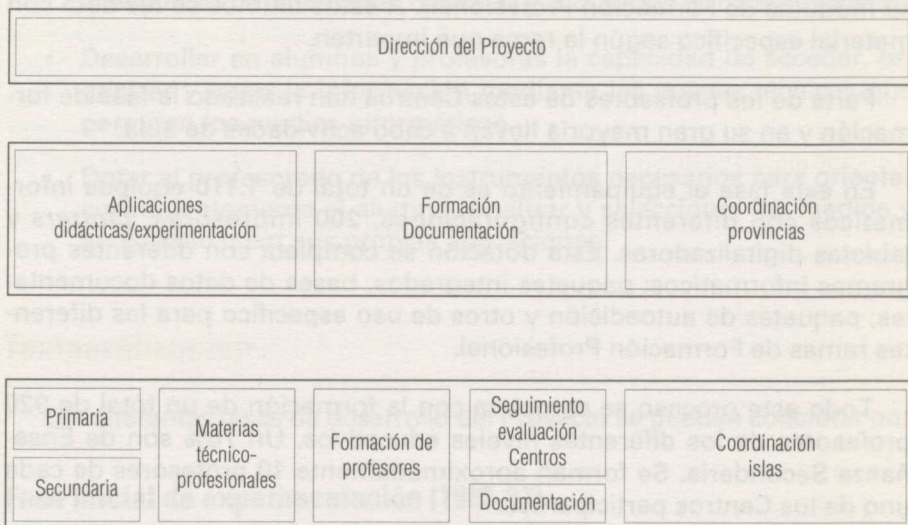 Dirección del Proyecto
Aplicaciones
didácticas/experimentación
Formación
Documentación
Coordinación
provincias
Primaria
Secundaria
Materias
técnico-
profesionales
Formación de
profesores
Seguimiento
evaluación
Centros
Documentación
Coordinación
islas